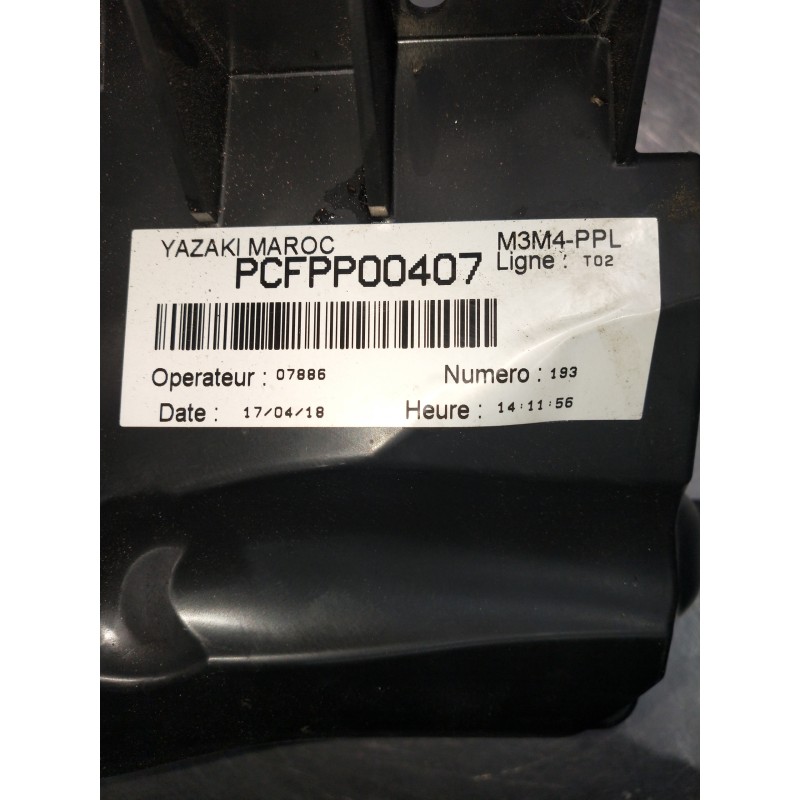 YAZAKI MAROC M3M4-PPL
PCFPP00407 Ligne : T02
Operateur : 07886 Numero : 193
Date : 17/04/18 Heure : 14:11:56